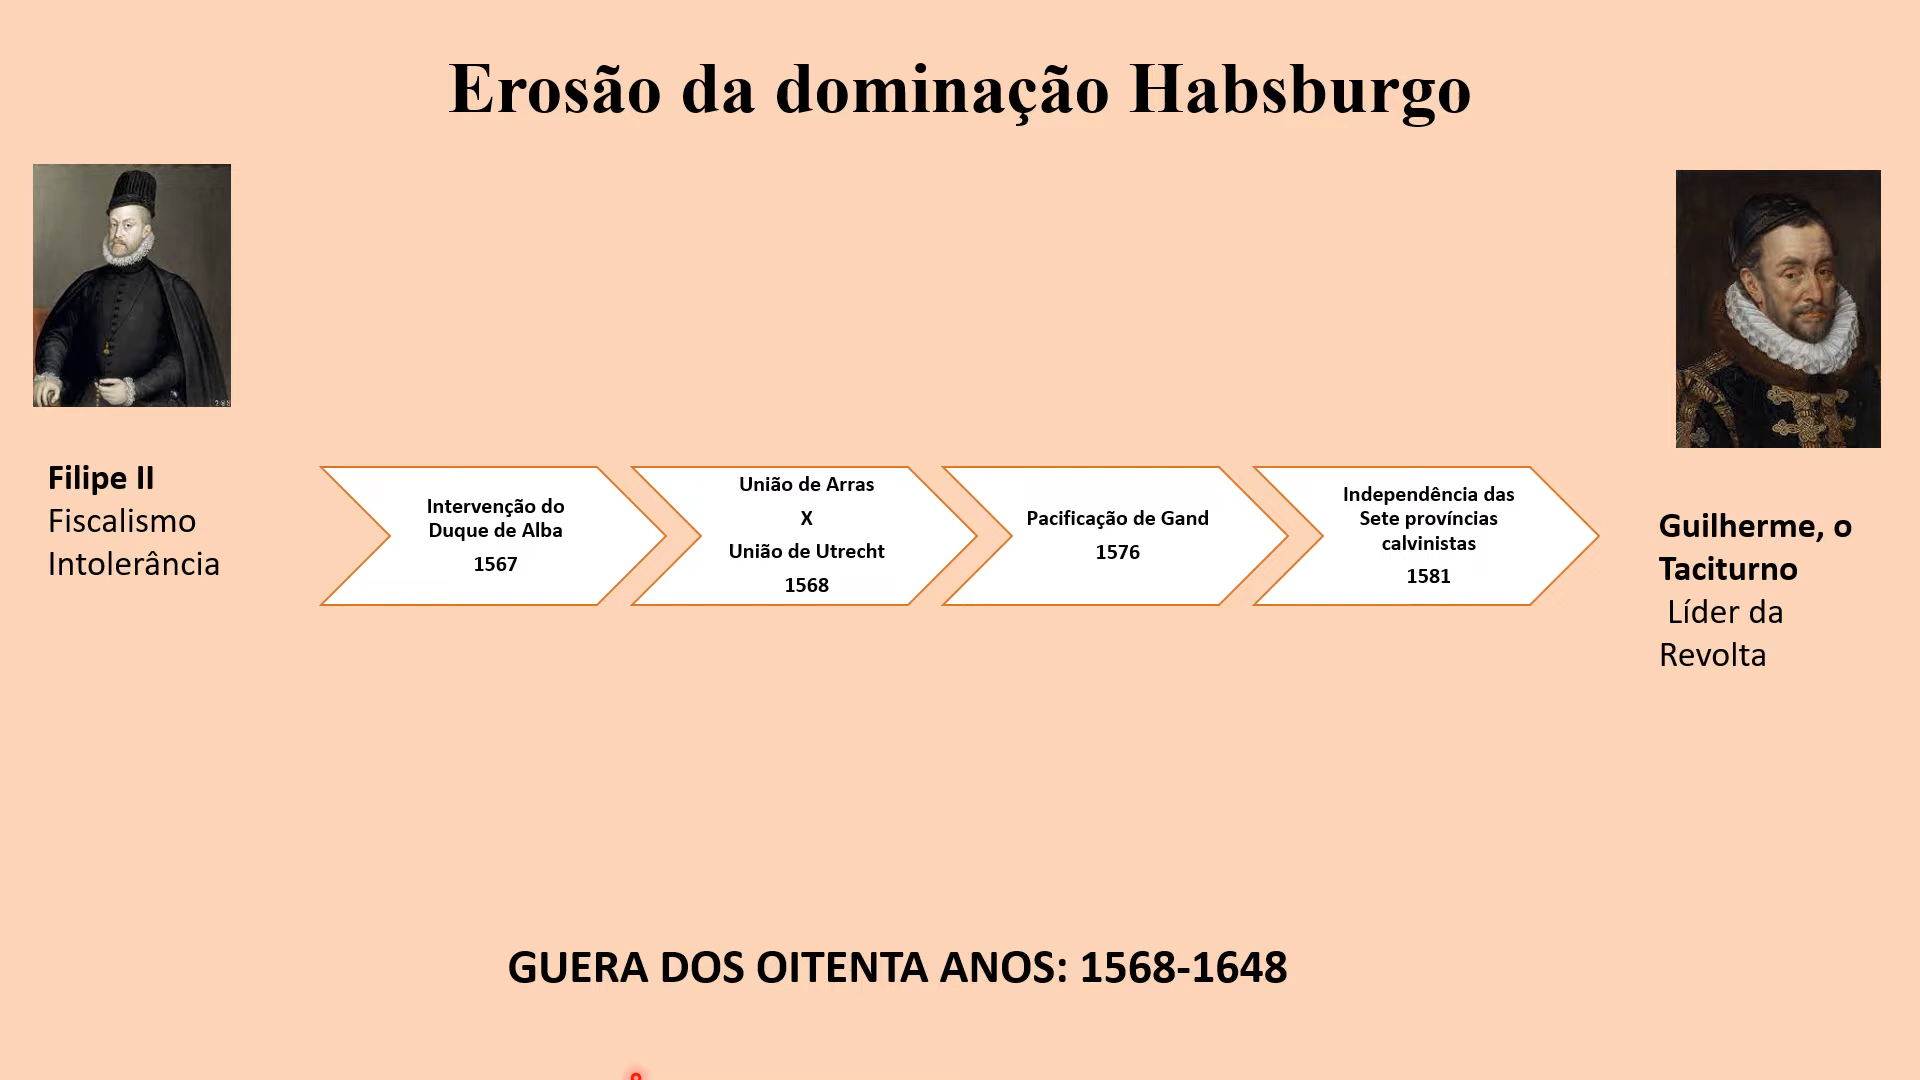 Erosão da dominação Habsburgo
Filipe II
Fiscalismo
Intolerância
Intervenção do
Duque de Alba
1567
União de Arras
X
União de Utrecht
1568
Pacificação de Gand
1576
Independência das
Sete províncias
calvinistas
1581
Guilherme, o
Taciturno
Líder da
Revolta
GUERA DOS OITENTA ANOS: 1568-1648